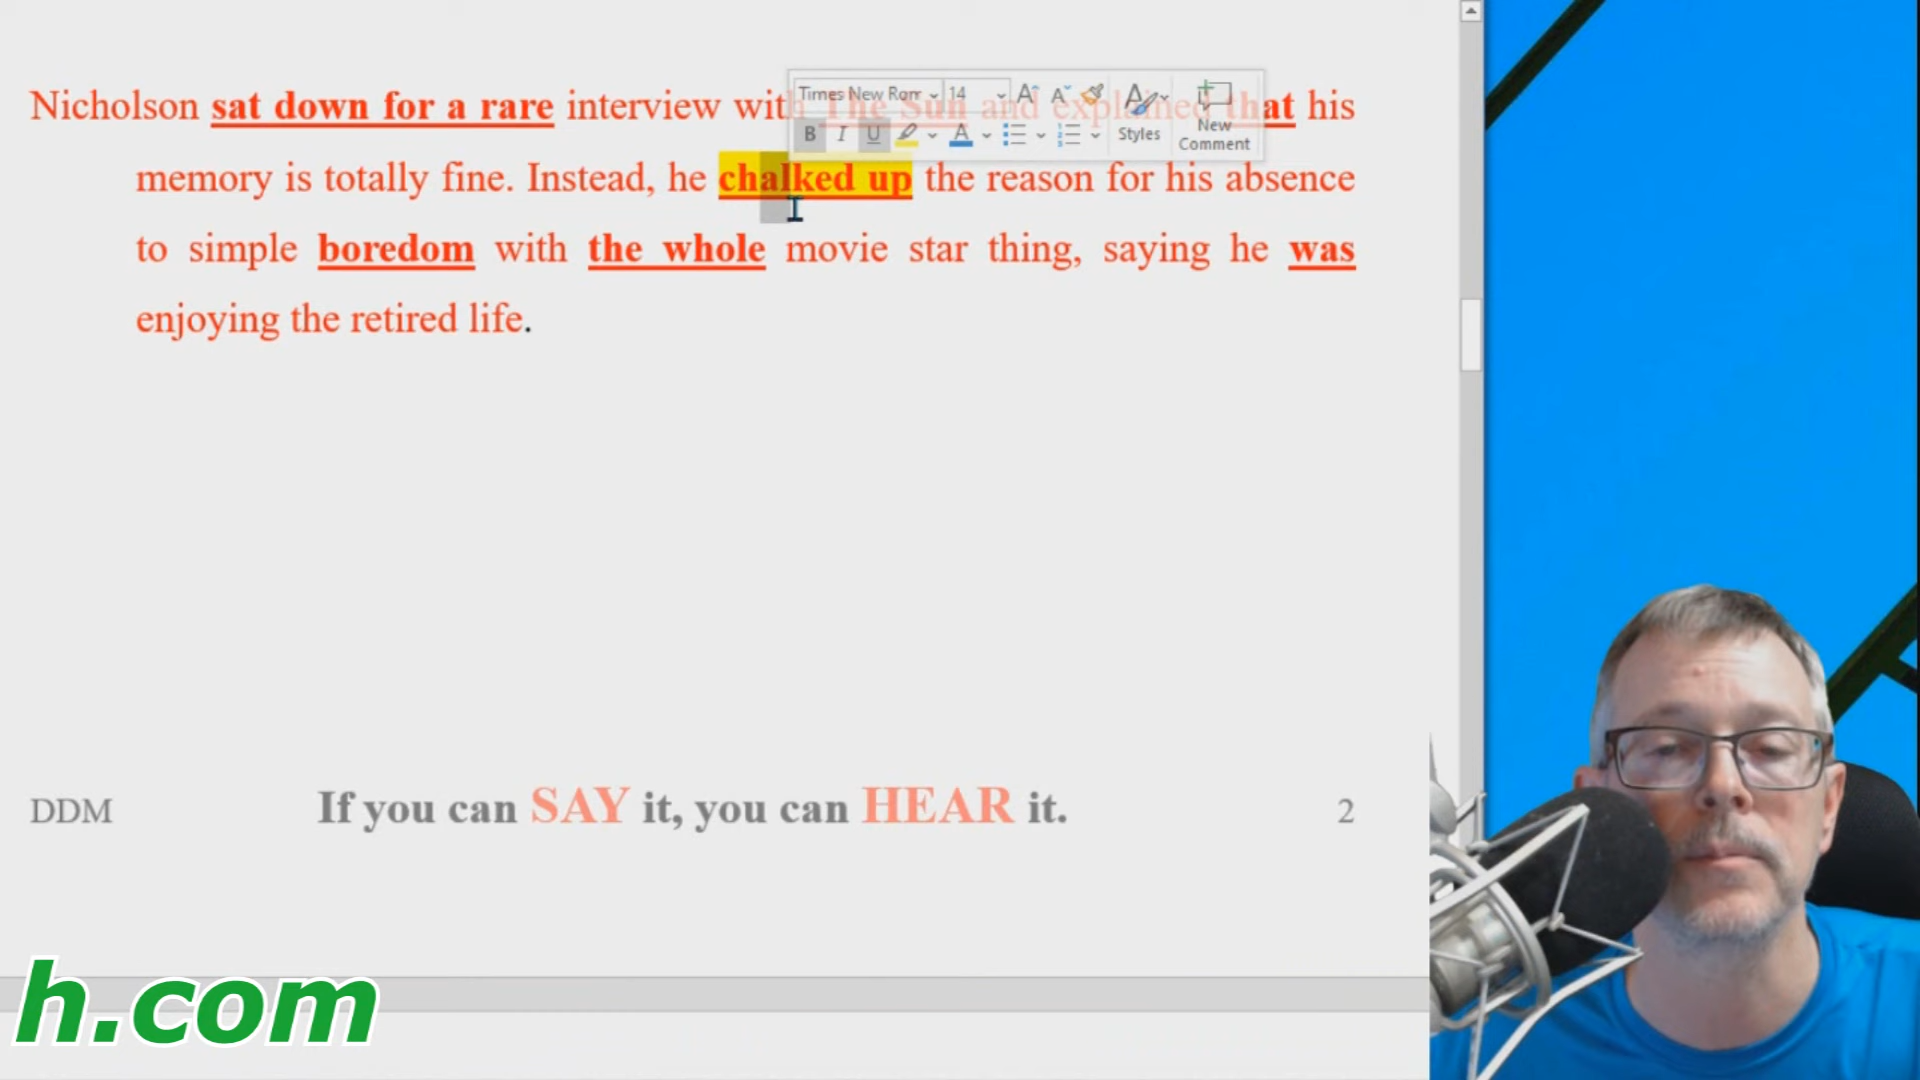 Nicholson sat down for a rare interview with The Sun and explained that his
Times New Rom 14
B I U Styles New
Comment
memory is totally fine. Instead, he chalked up the reason for his absence
to simple boredom with the whole movie star thing, saying he was
enjoying the retired life.
DDM If you can SAY it, you can HEAR it. 2
h.com